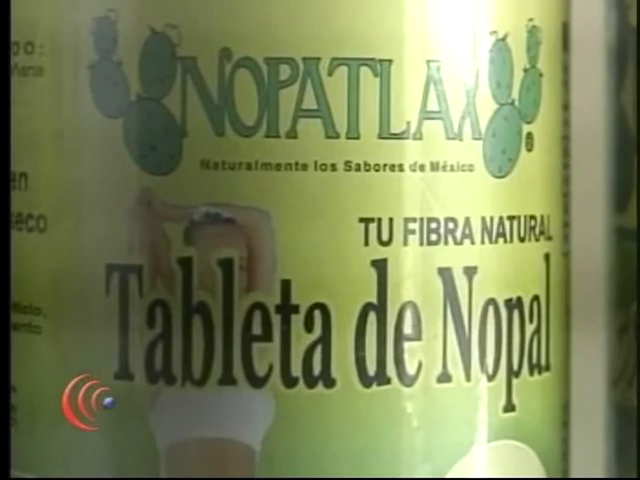 NOPATLAX
Naturalmente los Sabores de México
TU FIBRA NATURAL
Tableta de Nopal